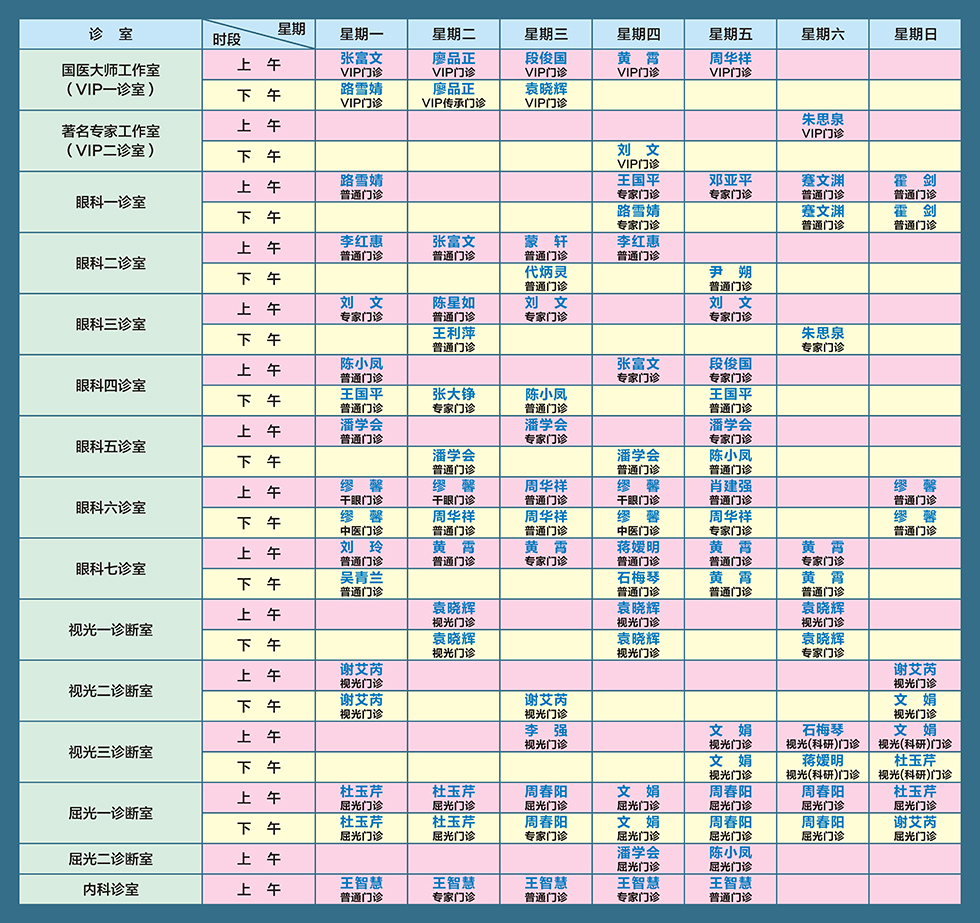 诊 室 时段 星期 星期一 星期二 星期三 星期四 星期五 星期六 星期日
国医大师工作室
（VIP一诊室）
上 午 张富文 廖品正 段俊国 黄 霄 周华祥
VIP门诊 VIP门诊 VIP门诊 VIP门诊 VIP门诊
下 午 路雪婧 廖品正 袁晓辉
VIP门诊 VIP传承门诊 VIP门诊
著名专家工作室
（VIP二诊室）
上 午 朱思泉
VIP门诊
下 午 刘 文
VIP门诊
眼科一诊室
上 午 路雪婧 王国平 邓亚平 蹇文渊 霍 剑
普通门诊 专家门诊 专家门诊 普通门诊 普通门诊
下 午 路雪婧 蹇文渊 霍 剑
专家门诊 普通门诊 普通门诊
眼科二诊室
上 午 李红惠 张富文 蒙 轩 李红惠
普通门诊 普通门诊 普通门诊 普通门诊
下 午 代炳灵 尹 朔
普通门诊 普通门诊
眼科三诊室
上 午 刘 文 陈星如 刘 文 刘 文
专家门诊 普通门诊 专家门诊 专家门诊
下 午 王利萍 朱思泉
普通门诊 专家门诊
眼科四诊室
上 午 陈小凤 张富文 段俊国
普通门诊 专家门诊 专家门诊
下 午 王国平 张大铮 陈小凤 王国平
普通门诊 专家门诊 普通门诊 普通门诊
眼科五诊室
上 午 潘学会 潘学会 潘学会
普通门诊 专家门诊 专家门诊
下 午 潘学会 潘学会 陈小凤
普通门诊 普通门诊 普通门诊
眼科六诊室
上 午 缪 馨 缪 馨 周华祥 缪 馨 肖建强 缪 馨
干眼门诊 干眼门诊 普通门诊 干眼门诊 普通门诊 普通门诊
下 午 缪 馨 周华祥 周华祥 缪 馨 周华祥 缪 馨
中医门诊 普通门诊 普通门诊 中医门诊 专家门诊 普通门诊
眼科七诊室
上 午 刘 玲 黄 霄 黄 霄 蒋嫒明 黄 霄 黄 霄
普通门诊 普通门诊 专家门诊 普通门诊 普通门诊 专家门诊
下 午 吴青兰 石梅琴 黄 霄 黄 霄
普通门诊 普通门诊 普通门诊 普通门诊
视光一诊断室
上 午 袁晓辉 袁晓辉 袁晓辉
视光门诊 视光门诊 视光门诊
下 午 袁晓辉 袁晓辉 袁晓辉
视光门诊 视光门诊 专家门诊
视光二诊断室
上 午 谢艾芮 谢艾芮
视光门诊 视光门诊
下 午 谢艾芮 谢艾芮 文 娟
视光门诊 视光门诊 视光门诊
视光三诊断室
上 午 李 强 文 娟 石梅琴 文 娟
视光门诊 视光门诊 视光(科研)门诊 视光(科研)门诊
下 午 文 娟 蒋嫒明 杜玉芹
视光门诊 视光(科研)门诊 视光(科研)门诊
屈光一诊断室
上 午 杜玉芹 杜玉芹 周春阳 文 娟 周春阳 周春阳 杜玉芹
屈光门诊 屈光门诊 屈光门诊 屈光门诊 屈光门诊 屈光门诊 屈光门诊
下 午 杜玉芹 杜玉芹 周春阳 文 娟 周春阳 周春阳 谢艾芮
屈光门诊 屈光门诊 专家门诊 屈光门诊 屈光门诊 屈光门诊 屈光门诊
屈光二诊断室 上 午 潘学会 陈小凤
屈光门诊 屈光门诊
内科诊室 上 午 王智慧 王智慧 王智慧 王智慧 王智慧
普通门诊 专家门诊 普通门诊 专家门诊 普通门诊